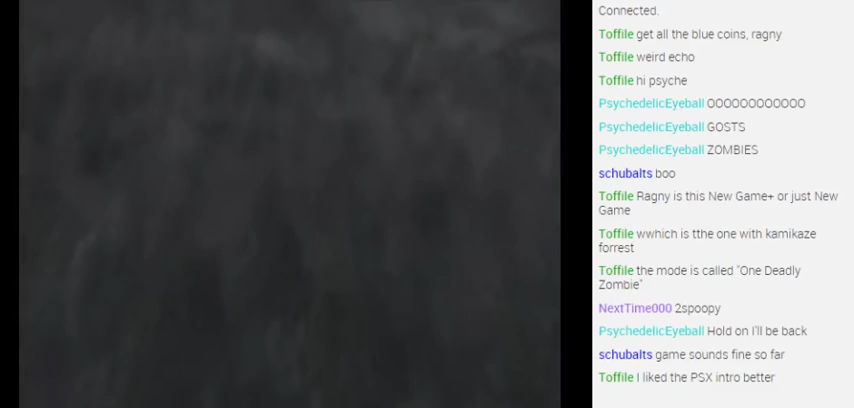 Connected.
Toffile get all the blue coins, ragny
Toffile weird echo
Toffile hi psyche
PsychedelicEyeball OOOOOOOOOOOO
PsychedelicEyeball GOSTS
PsychedelicEyeball ZOMBIES
schubalts boo
Toffile Ragny is this New Game+ or just New
Game
Toffile wwhich is tthe one with kamikaze
forrest
Toffile the mode is called "One Deadly
Zombie"
NextTime000 2spoopy
PsychedelicEyeball Hold on I'll be back
schubalts game sounds fine so far
Toffile I liked the PSX intro better